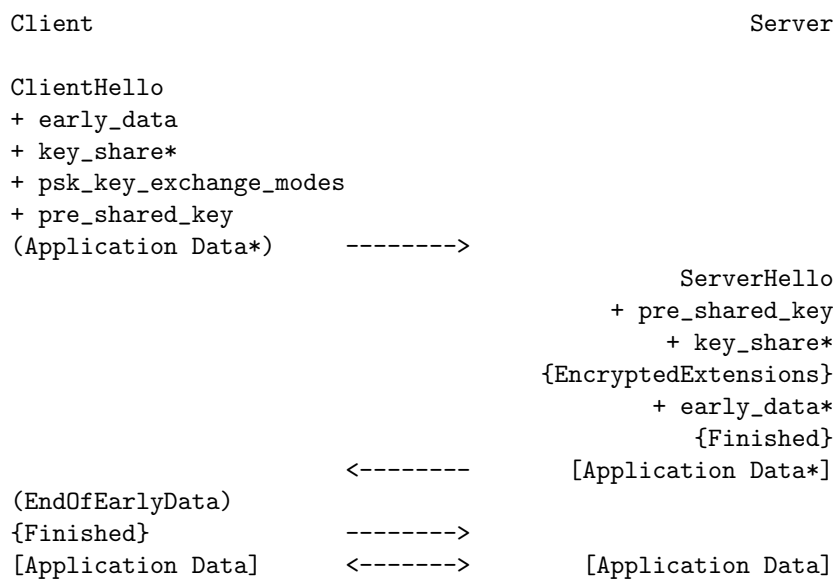 Client Server
ClientHello
+ early_data
+ key_share*
+ psk_key_exchange_modes
+ pre_shared_key
(Application Data*) -------->
ServerHello
+ pre_shared_key
+ key_share*
{EncryptedExtensions}
+ early_data*
{Finished}
<-------- [Application Data*]
(EndOfEarlyData)
{Finished} -------->
[Application Data] <-------> [Application Data]